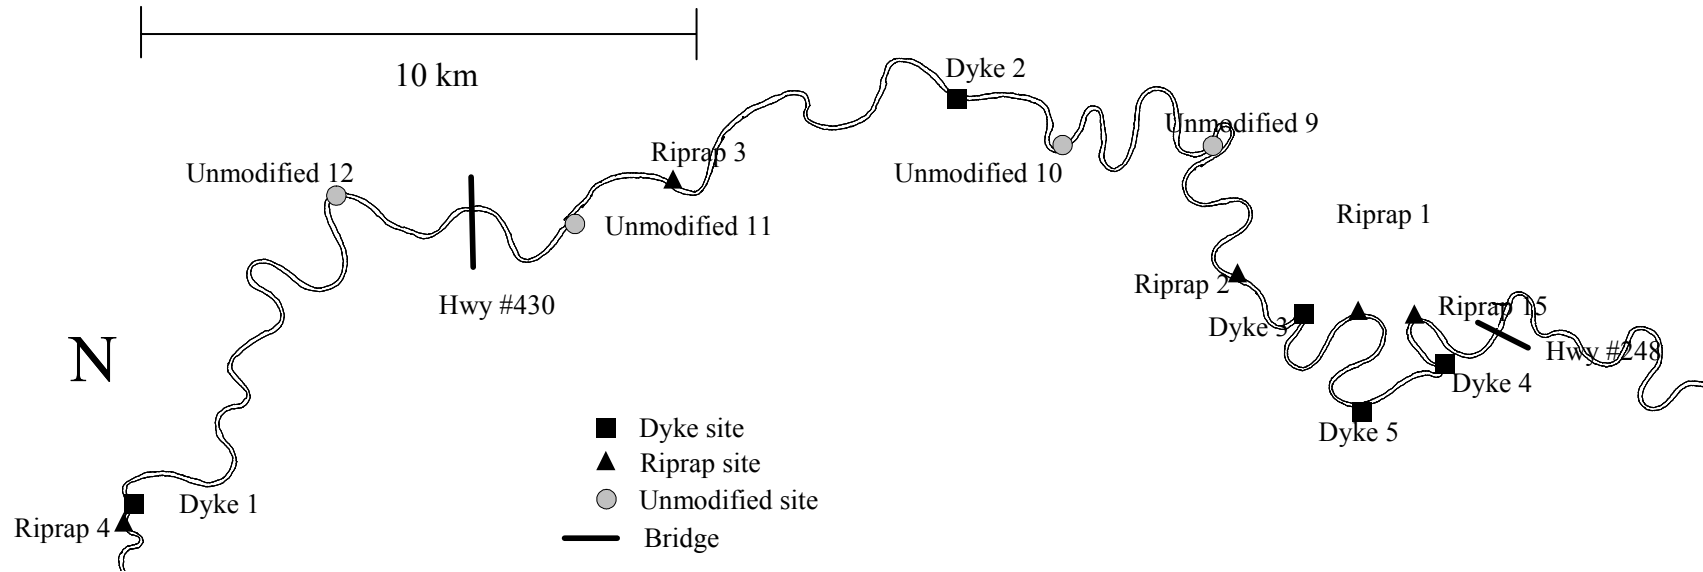 10 km
Dyke 2
Unmodified 9
Riprap 3
Unmodified 12
Unmodified 10
Riprap 1
Unmodified 11
Riprap 2
Hwy #430
Riprap 15
Dyke 3
Hwy #248
N
Dyke 4
Dyke 5
Dyke site
Riprap site
Unmodified site
Bridge
Dyke 1
Riprap 4